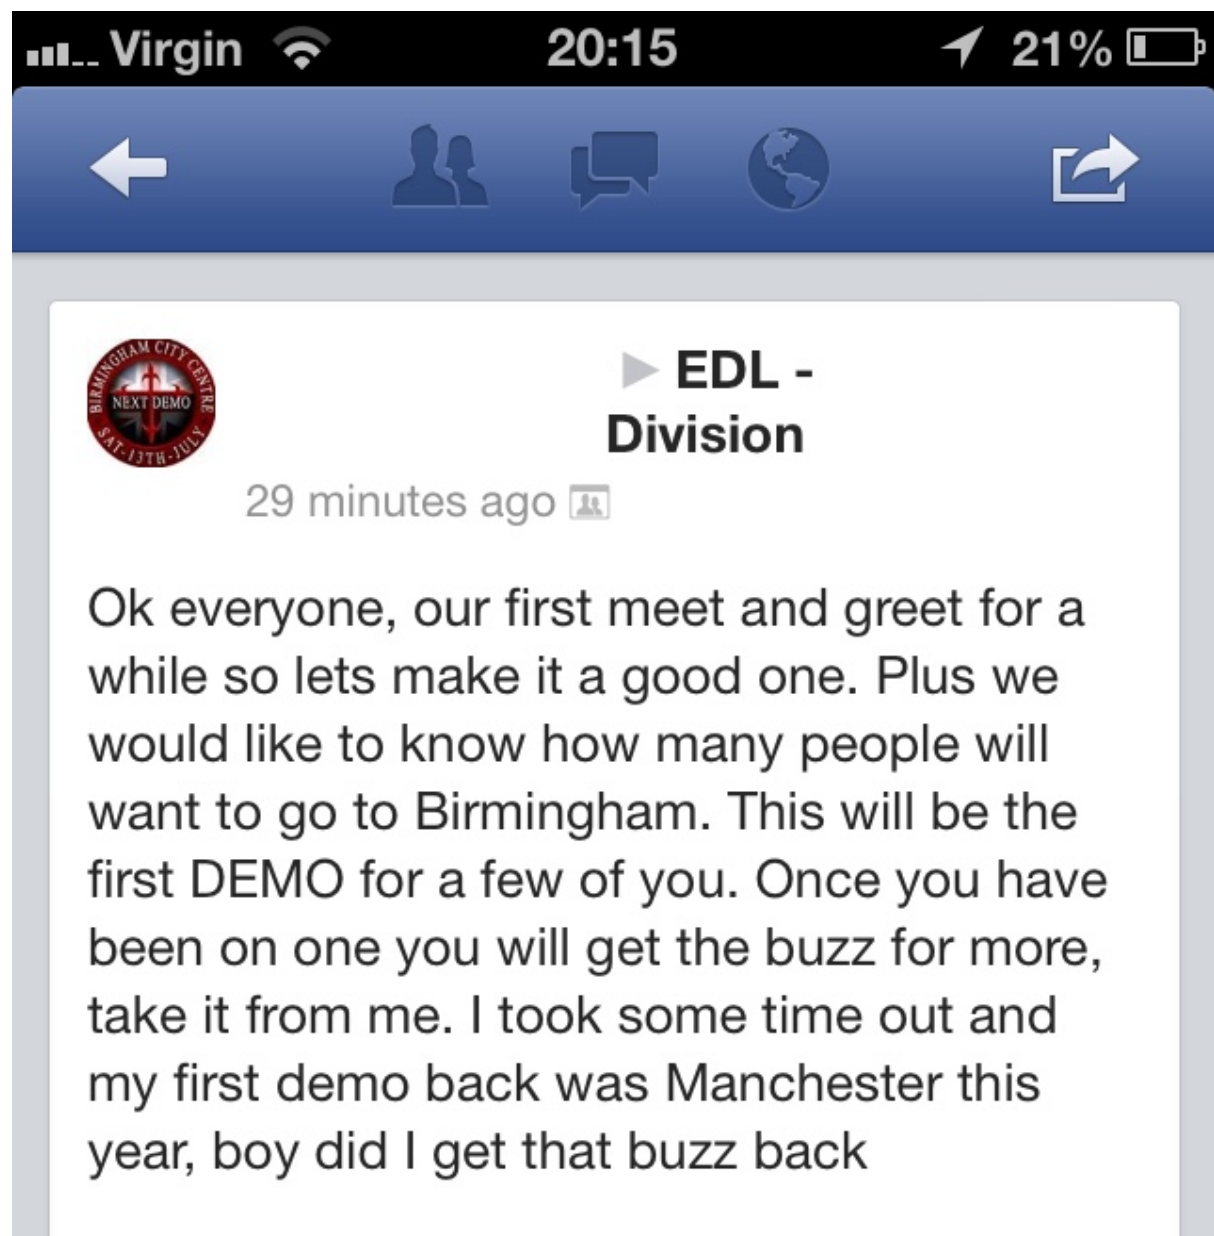 Virgin 20:15 21%
BIRMINGHAM CITY CENTRE
NEXT DEMO
SAT-13TH-JULY
EDL -
Division
29 minutes ago
Ok everyone, our first meet and greet for a
while so lets make it a good one. Plus we
would like to know how many people will
want to go to Birmingham. This will be the
first DEMO for a few of you. Once you have
been on one you will get the buzz for more,
take it from me. I took some time out and
my first demo back was Manchester this
year, boy did I get that buzz back